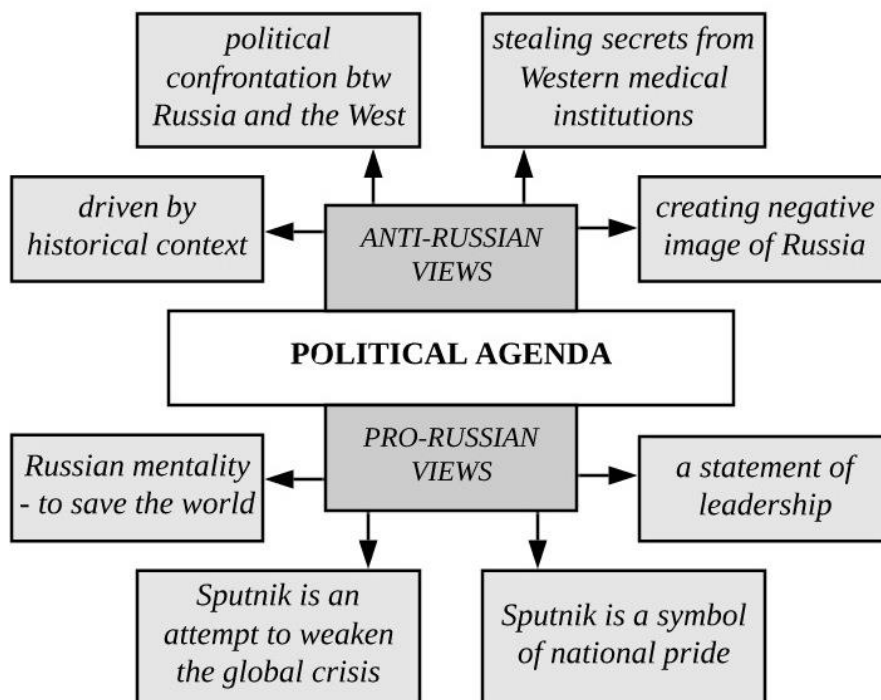 political
confrontation btw
Russia and the West
stealing secrets from
Western medical
institutions
driven by
historical context
ANTI-RUSSIAN
VIEWS
creating negative
image of Russia
POLITICAL AGENDA
Russian mentality
- to save the world
PRO-RUSSIAN
VIEWS
a statement of
leadership
Sputnik is an
attempt to weaken
the global crisis
Sputnik is a symbol
of national pride